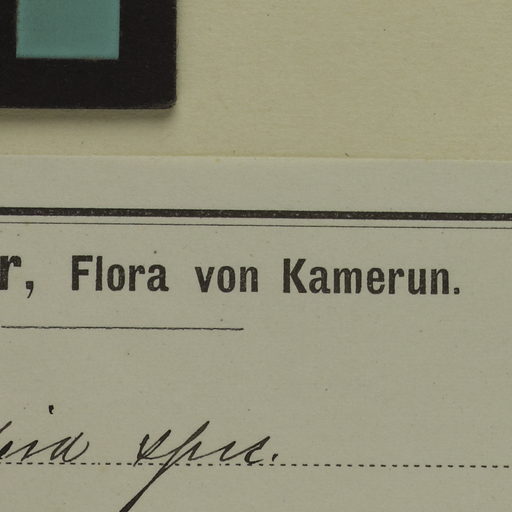 r, Flora von Kamerun.
spec.